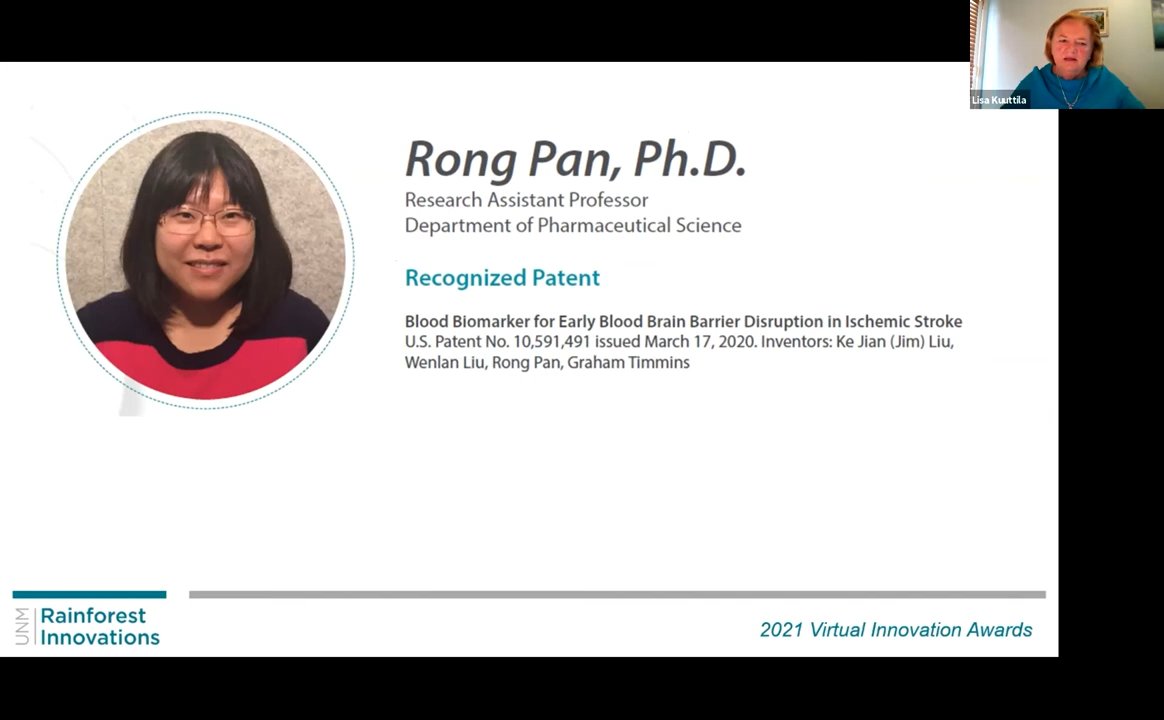 Lisa Kuuttila
Rong Pan, Ph.D.
Research Assistant Professor
Department of Pharmaceutical Science
Recognized Patent
Blood Biomarker for Early Blood Brain Barrier Disruption in Ischemic Stroke
U.S. Patent No. 10,591,491 issued March 17, 2020. Inventors: Ke Jian (Jim) Liu,
Wenlan Liu, Rong Pan, Graham Timmins
UNM
Rainforest
Innovations
2021 Virtual Innovation Awards